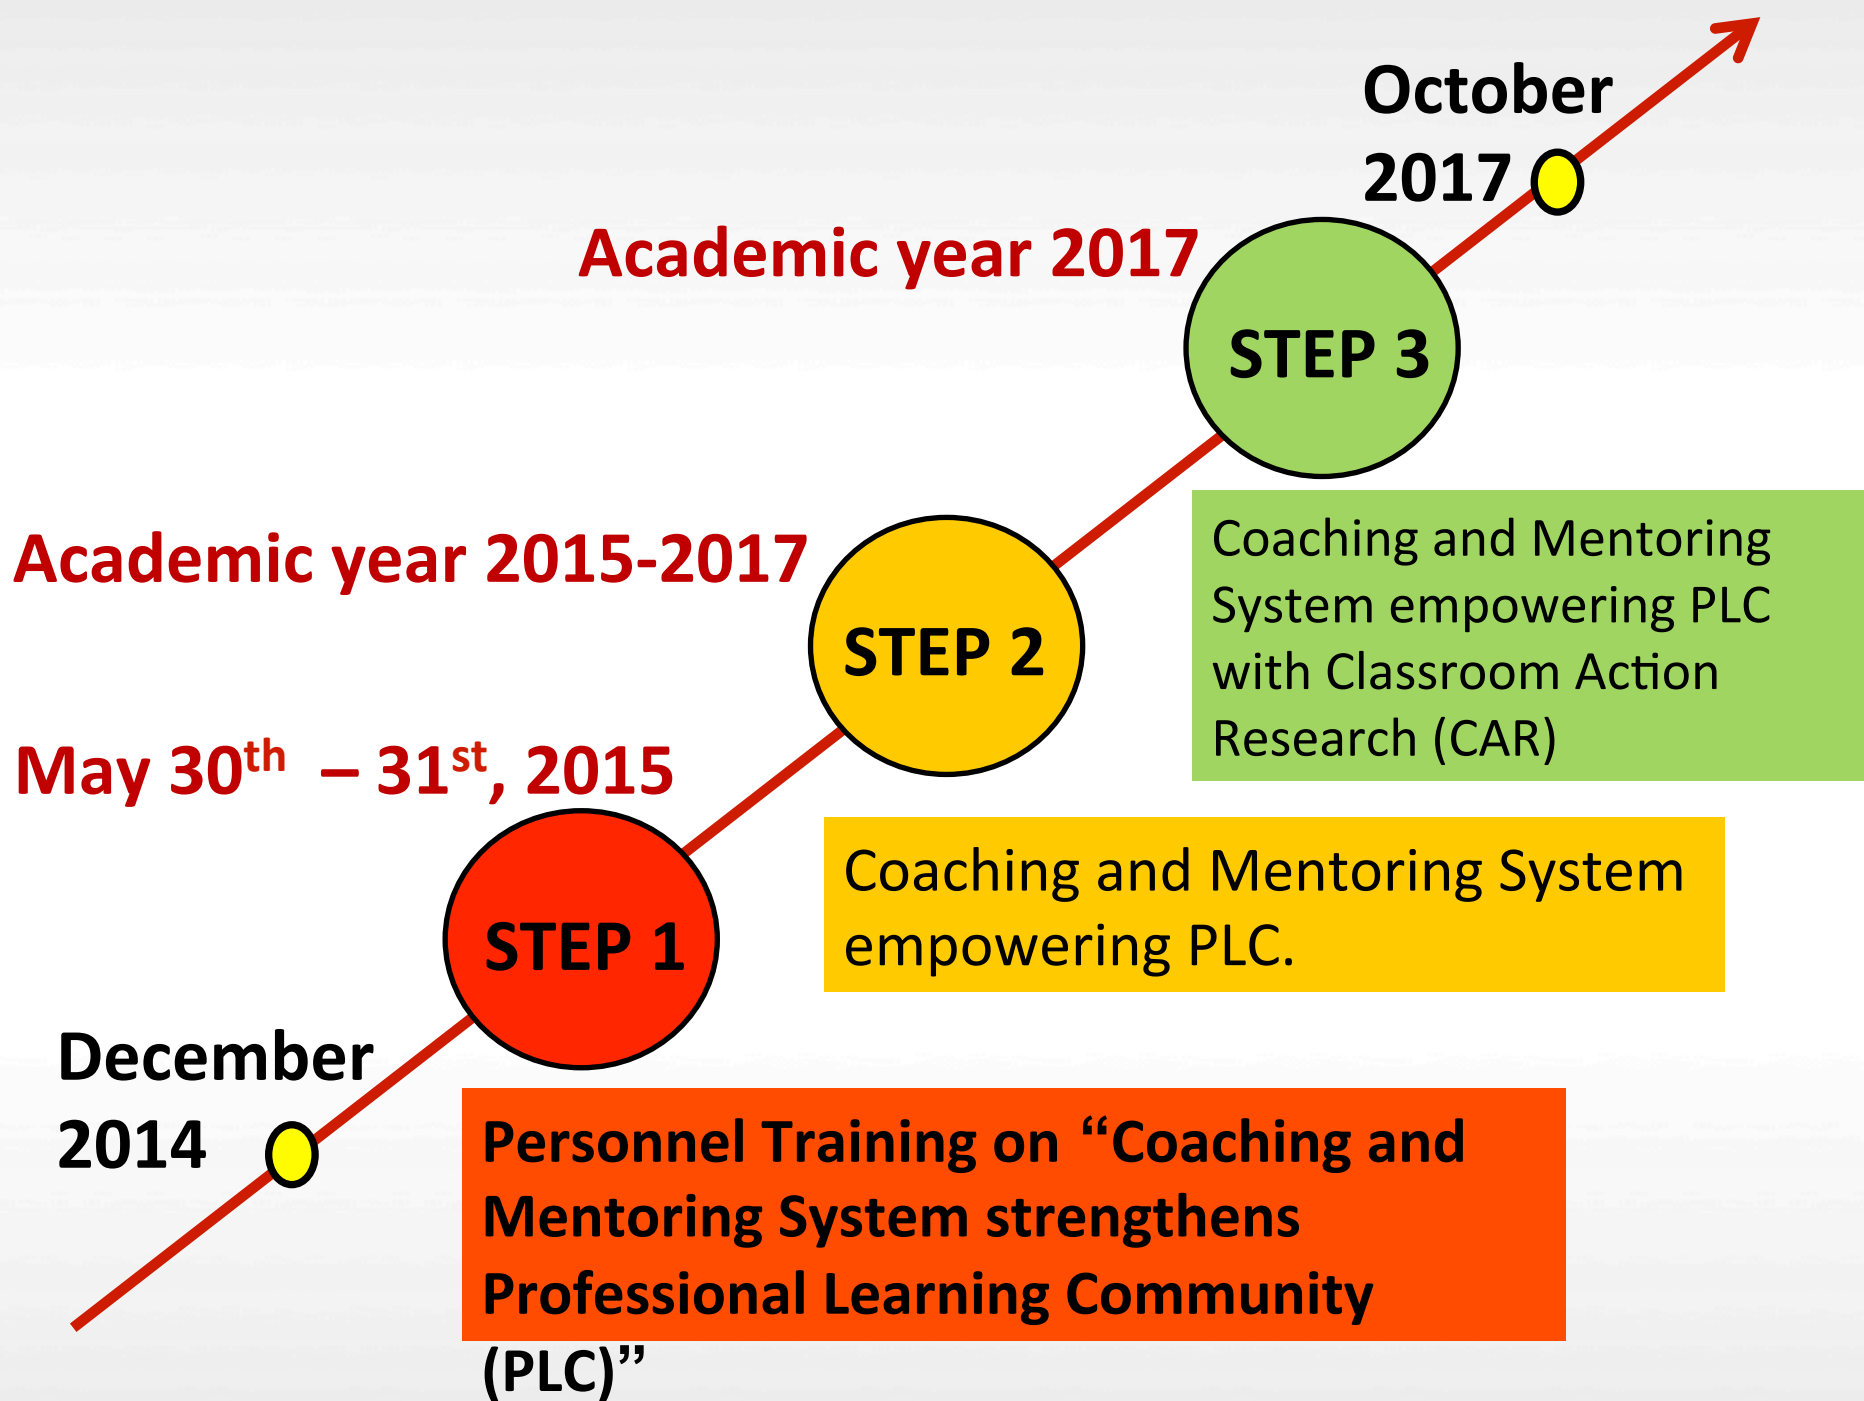 October
2017
Academic year 2017
STEP 3
Coaching and Mentoring
System empowering PLC
with Classroom Action
Research (CAR)
Academic year 2015-2017
STEP 2
Coaching and Mentoring System
empowering PLC.
May 30th – 31st, 2015
STEP 1
Personnel Training on “Coaching and
Mentoring System strengthens
Professional Learning Community
(PLC)”
December
2014